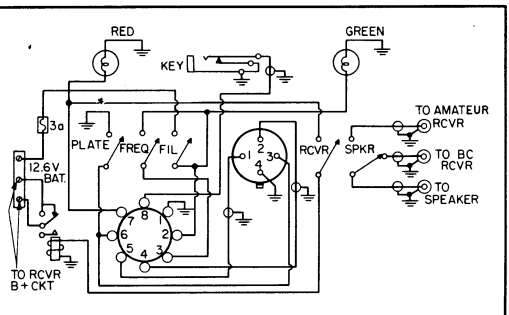 RED
GREEN
KEY
3a
PLATE
FREQ
FIL
RCVR
SPKR
TO AMATEUR
RCVR
TO BC
RCVR
TO
SPEAKER
12.6V
BAT.
2
1
3
4
8
7
1
6
2
5
4
3
TO RCVR
B + CKT